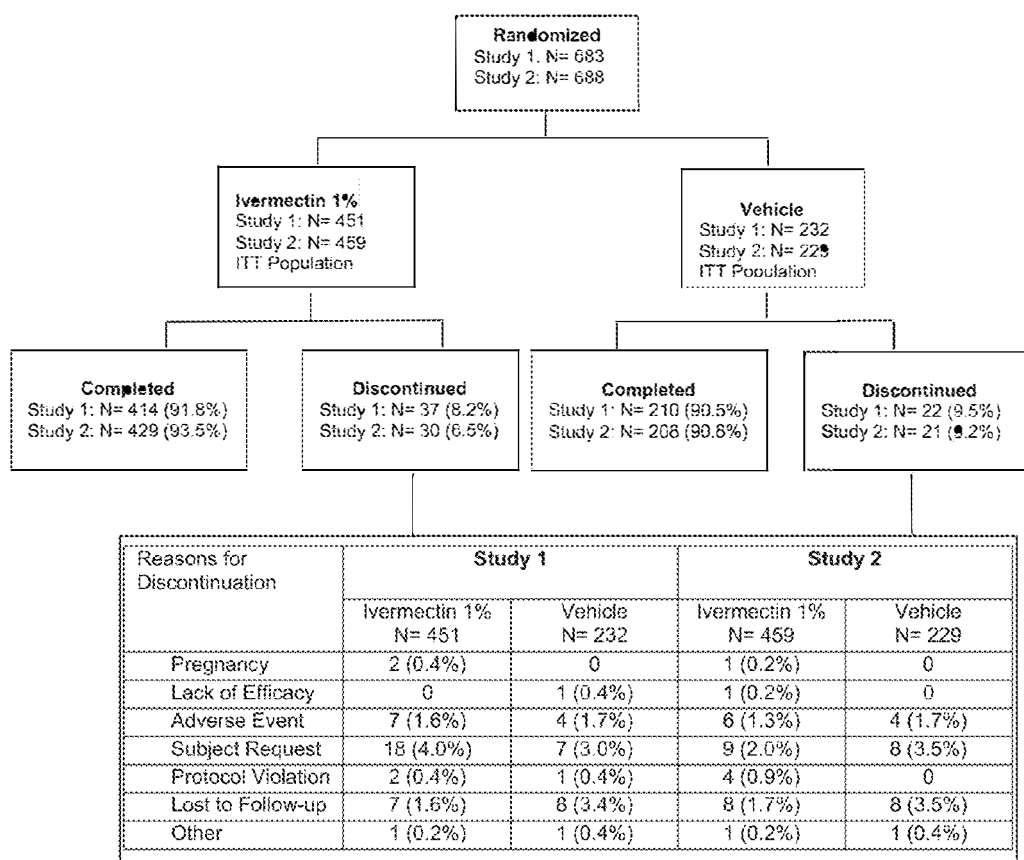 Randomized
Study 1: N= 683
Study 2: N= 688
Ivermectin 1%
Study 1: N= 451
Study 2: N= 459
ITT Population
Vehicle
Study 1: N= 232
Study 2: N= 229
ITT Population
Completed
Study 1: N= 414 (91.8%)
Study 2: N= 429 (93.5%)
Discontinued
Study 1: N= 37 (8.2%)
Study 2: N= 30 (6.5%)
Completed
Study 1: N= 210 (90.5%)
Study 2: N= 208 (90.8%)
Discontinued
Study 1: N= 22 (9.5%)
Study 2: N= 21 (9.2%)
Reasons for Discontinuation Study 1 Study 2
Ivermectin 1% Vehicle Ivermectin 1% Vehicle
N= 451 N= 232 N= 459 N= 229
Pregnancy 2 (0.4%) 0 1 (0.2%) 0
Lack of Efficacy 0 1 (0.4%) 1 (0.2%) 0
Adverse Event 7 (1.6%) 4 (1.7%) 6 (1.3%) 4 (1.7%)
Subject Request 18 (4.0%) 7 (3.0%) 9 (2.0%) 8 (3.5%)
Protocol Violation 2 (0.4%) 1 (0.4%) 4 (0.9%) 0
Lost to Follow-up 7 (1.6%) 8 (3.4%) 8 (1.7%) 8 (3.5%)
Other 1 (0.2%) 1 (0.4%) 1 (0.2%) 1 (0.4%)